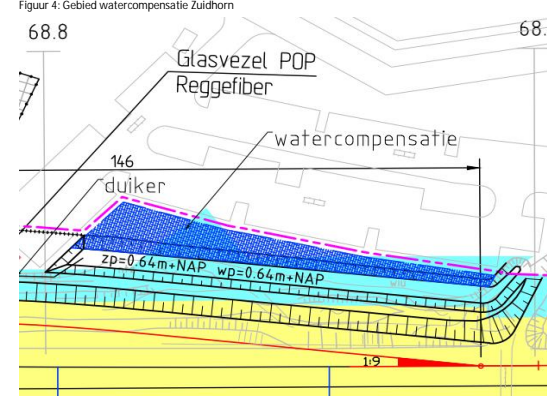 Figuur 4: Gebied watercompensatie Zuidhorn
68.8
68.
Glasvezel POP
Reggefiber
watercompensatie
146
duiker
zp=0.64m+NAP wp=0.64m+NAP
1:9